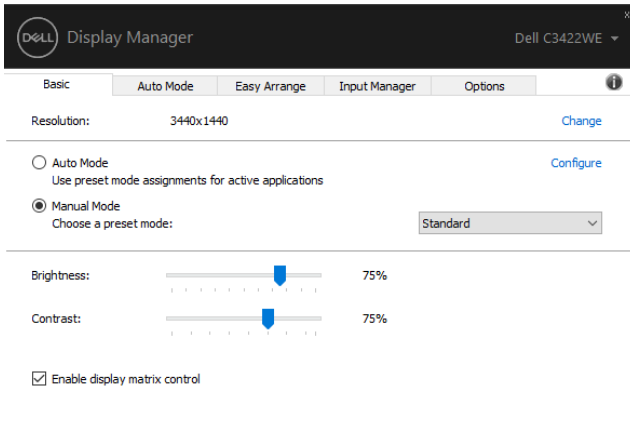 DELL Display Manager
Dell C3422WE
x
Basic Auto Mode Easy Arrange Input Manager Options i
Resolution: 3440x1440 Change
Auto Mode Configure
Use preset mode assignments for active applications
Manual Mode
Choose a preset mode: Standard
Brightness: 75%
Contrast: 75%
Enable display matrix control